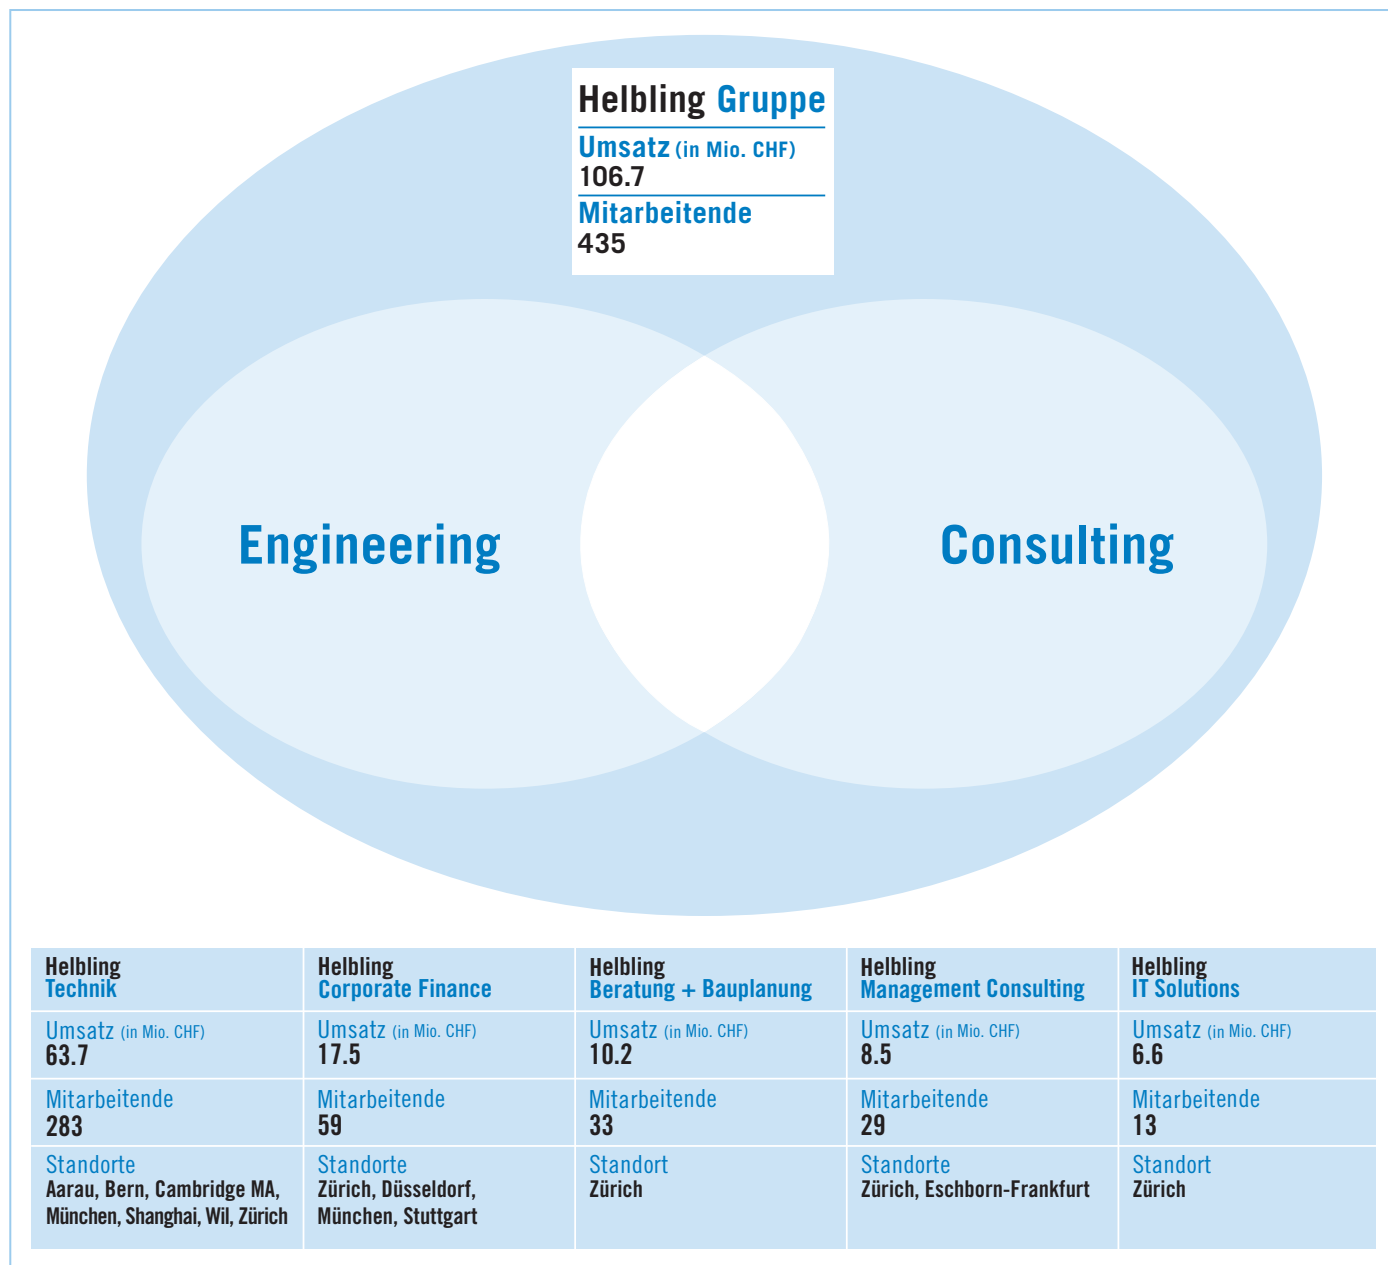 Helbling Gruppe
Umsatz (in Mio. CHF)
106.7
Mitarbeitende
435
Engineering
Consulting
Helbling
Technik
Umsatz (in Mio. CHF)
63.7
Mitarbeitende
283
Standorte
Aarau, Bern, Cambridge MA,
München, Shanghai, Wil, Zürich
Helbling
Corporate Finance
Umsatz (in Mio. CHF)
17.5
Mitarbeitende
59
Standorte
Zürich, Düsseldorf,
München, Stuttgart
Helbling
Beratung + Bauplanung
Umsatz (in Mio. CHF)
10.2
Mitarbeitende
33
Standort
Zürich
Helbling
Management Consulting
Umsatz (in Mio. CHF)
8.5
Mitarbeitende
29
Standorte
Zürich, Eschborn-Frankfurt
Helbling
IT Solutions
Umsatz (in Mio. CHF)
6.6
Mitarbeitende
13
Standort
Zürich